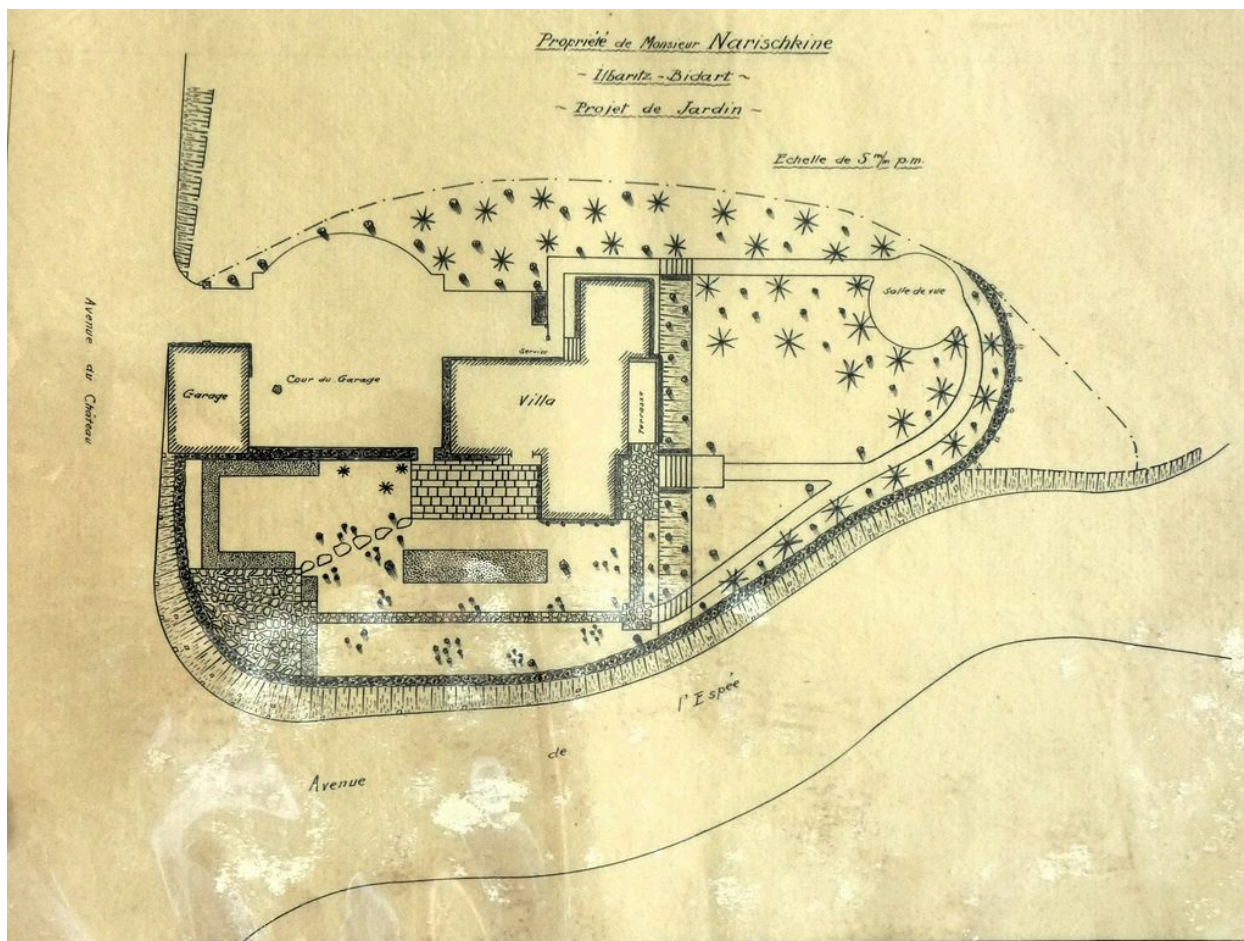 Propriété de Monsieur Narischkine
~ Ilbaritz - Bidart ~
~ Projet de Jardin ~
Echelle de 5 m/m p.m.
Avenue du Château
Salle de vue
Service
Cour du Garage
Garage
Villa
Terrasse
Avenue de l'Espée